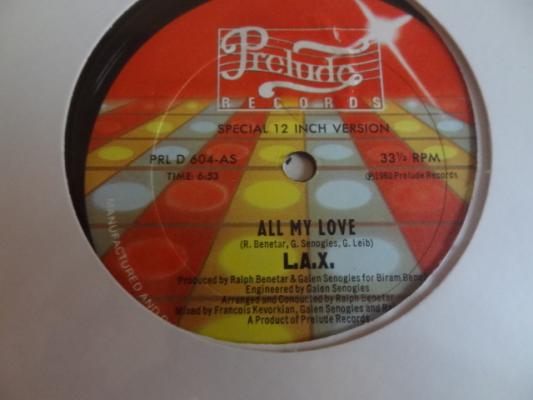 Prelude
RECORDS
SPECIAL 12 INCH VERSION
PRL D 604-AS
TIME: 6:53
33⅓ RPM
℗1980 Prelude Records
ALL MY LOVE
(R. Benetar, G. Senogles, G. Leib)
L.A.X.
Produced by Ralph Benetar & Galen Senogles for Biram Benetar
Engineered by Galen Senogles
Arranged and Conducted by Ralph Benetar
Mixed by Francois Kevorkian, Galen Senogles and
A Product of Prelude Records
MANUFACTURED AND